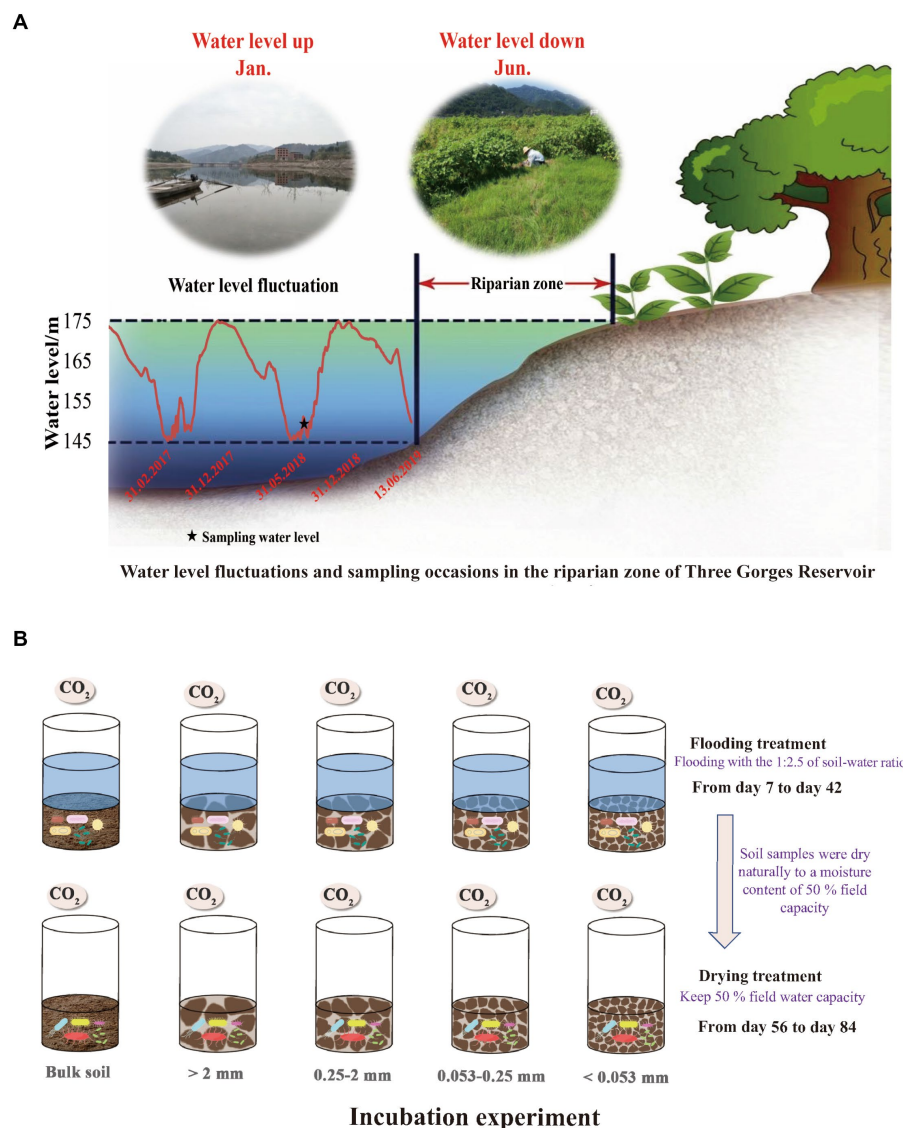 A
Water level up
Jan.
Water level down
Jun.
Water level fluctuation
Riparian zone
Water level/m
175
165
155
145
31.02.2017
31.12.2017
31.05.2018
31.12.2018
13.06.2019
★ Sampling water level
Water level fluctuations and sampling occasions in the riparian zone of Three Gorges Reservoir
B
CO2
CO2
CO2
CO2
CO2
Flooding treatment
Flooding with the 1:2.5 of soil-water ratio
From day 7 to day 42
Soil samples were dry
naturally to a moisture
content of 50 % field
capacity
CO2
CO2
CO2
CO2
CO2
Drying treatment
Keep 50 % field water capacity
From day 56 to day 84
Bulk soil
> 2 mm
0.25-2 mm
0.053-0.25 mm
< 0.053 mm
Incubation experiment